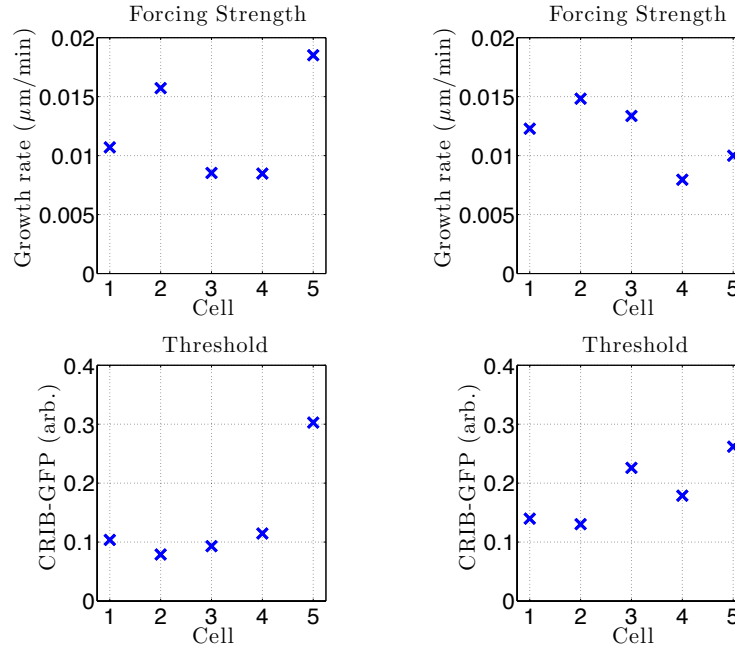 Forcing Strength
Growth rate (μm/min)
0.02
0.015
0.01
0.005
0
1 2 3 4 5
Cell
Forcing Strength
Growth rate (μm/min)
0.02
0.015
0.01
0.005
0
1 2 3 4 5
Cell
Threshold
CRIB-GFP (arb.)
0.4
0.3
0.2
0.1
0
1 2 3 4 5
Cell
Threshold
CRIB-GFP (arb.)
0.4
0.3
0.2
0.1
0
1 2 3 4 5
Cell